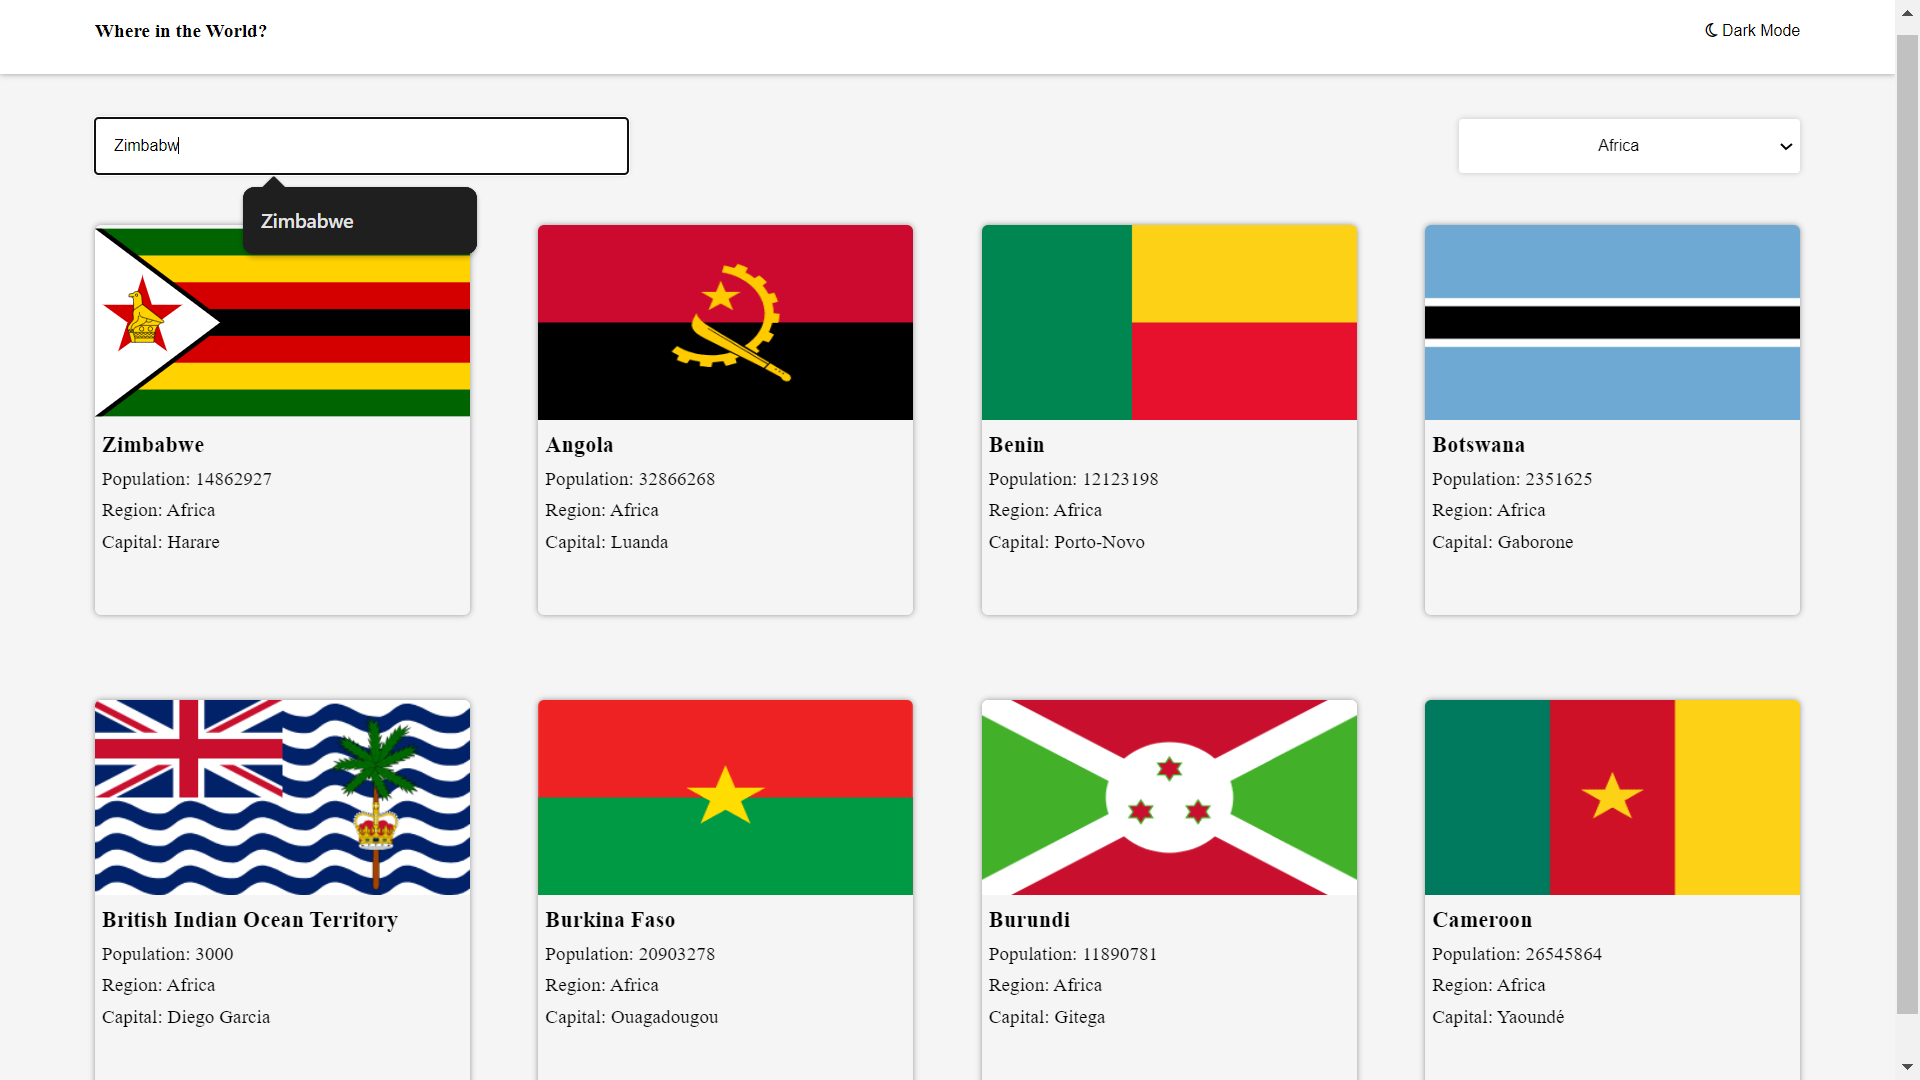 Where in the World?
Dark Mode
Zimbabw
Africa
Zimbabwe
Zimbabwe
Population: 14862927
Region: Africa
Capital: Harare
Angola
Population: 32866268
Region: Africa
Capital: Luanda
Benin
Population: 12123198
Region: Africa
Capital: Porto-Novo
Botswana
Population: 2351625
Region: Africa
Capital: Gaborone
British Indian Ocean Territory
Population: 3000
Region: Africa
Capital: Diego Garcia
Burkina Faso
Population: 20903278
Region: Africa
Capital: Ouagadougou
Burundi
Population: 11890781
Region: Africa
Capital: Gitega
Cameroon
Population: 26545864
Region: Africa
Capital: Yaoundé